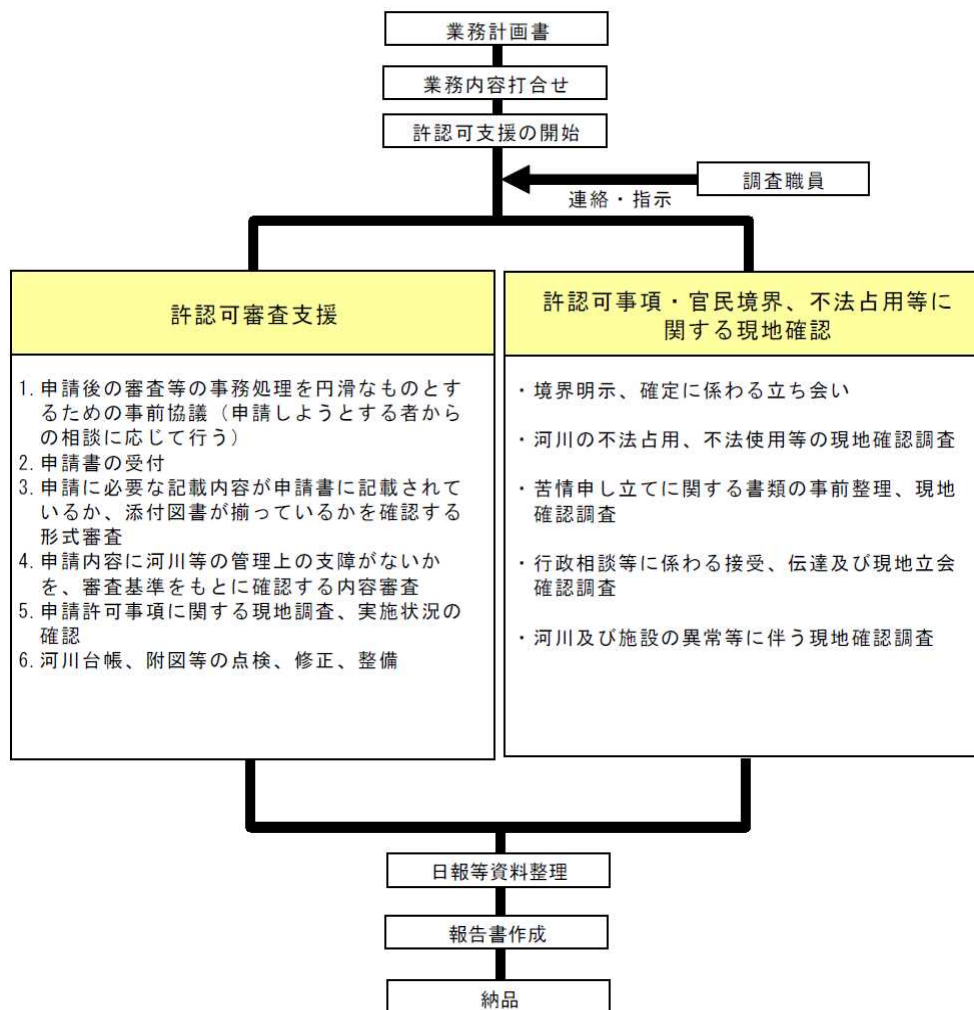 業務計画書
業務内容打合せ
許認可支援の開始
調査職員
連絡・指示
許認可審査支援
1. 申請後の審査等の事務処理を円滑なものとす
るための事前協議（申請しようとする者から
の相談に応じて行う）
2. 申請書の受付
3. 申請に必要な記載内容が申請書に記載されて
いるか、添付図書が揃っているかを確認する
形式審査
4. 申請内容に河川等の管理上の支障がないか
を、審査基準をもとに確認する内容審査
5. 申請許可事項に関する現地調査、実施状況の
確認
6. 河川台帳、附図等の点検、修正、整備
許認可事項・官民境界、不法占用等に
関する現地確認
・境界明示、確定に係わる立ち会い
・河川の不法占用、不法使用等の現地確認調査
・苦情申し立てに関する書類の事前整理、現地
確認調査
・行政相談等に係わる接受、伝達及び現地立会
確認調査
・河川及び施設の異常等に伴う現地確認調査
日報等資料整理
報告書作成
納品